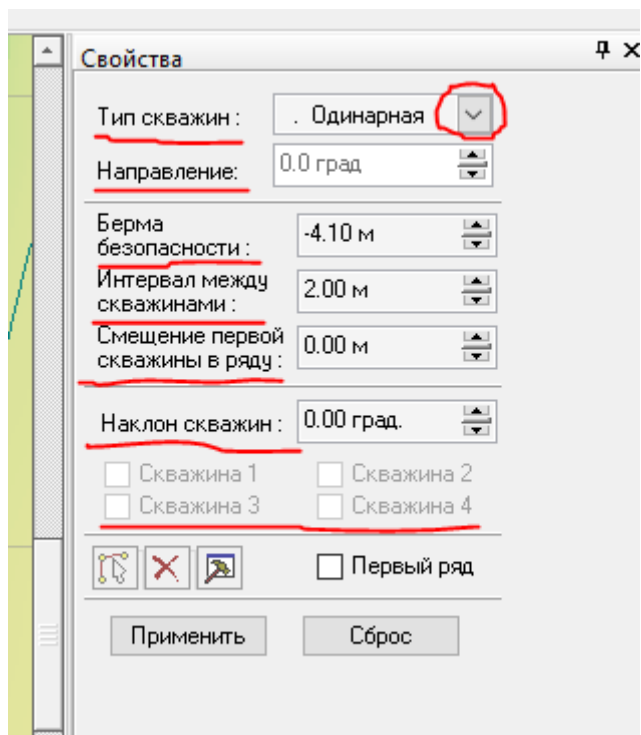 Свойства
Тип скважин : . Одинарная
Направление: 0.0 град
Берма
безопасности : -4.10 м
Интервал между
скважинами : 2.00 м
Смещение первой
скважины в ряду : 0.00 м
Наклон скважин : 0.00 град.
Скважина 1 Скважина 2
Скважина 3 Скважина 4
Первый ряд
Применить Сброс